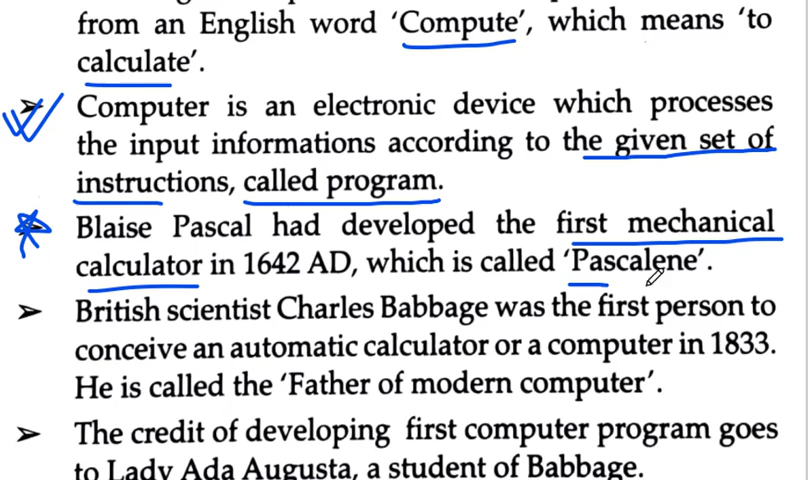 from an English word ‘Compute’, which means ‘to
calculate’.
➢ Computer is an electronic device which processes
the input informations according to the given set of
instructions, called program.
➢ Blaise Pascal had developed the first mechanical
calculator in 1642 AD, which is called ‘Pascalene’.
➢ British scientist Charles Babbage was the first person to
conceive an automatic calculator or a computer in 1833.
He is called the ‘Father of modern computer’.
➢ The credit of developing first computer program goes
to Lady Ada Augusta, a student of Babbage.